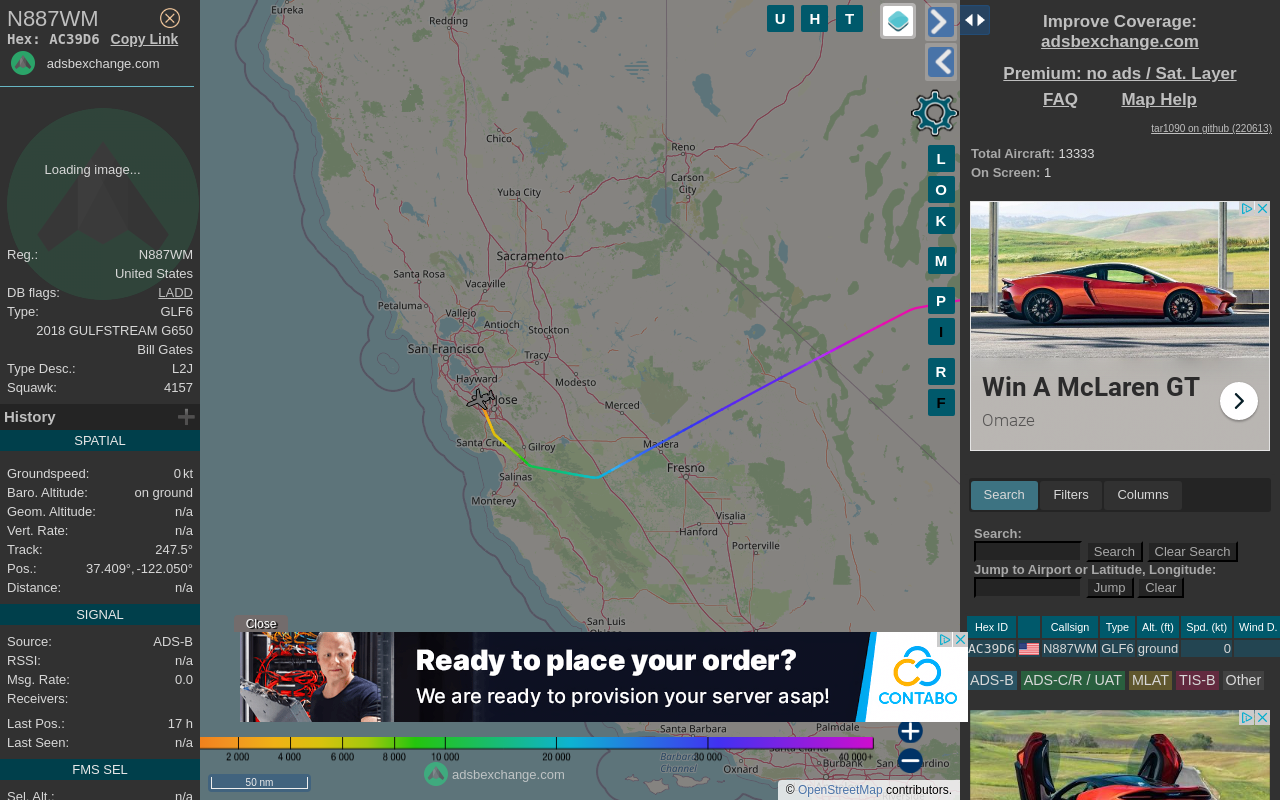 N887WM
Hex: AC39D6 Copy Link
adsbexchange.com
Loading image...
Reg.: N887WM
United States
DB flags: LADD
Type: GLF6
2018 GULFSTREAM G650
Bill Gates
Type Desc.: L2J
Squawk: 4157
History
SPATIAL
Groundspeed: 0 kt
Baro. Altitude: on ground
Geom. Altitude: n/a
Vert. Rate: n/a
Track: 247.5°
Pos.: 37.409°, -122.050°
Distance: n/a
SIGNAL
Source: ADS-B
RSSI: n/a
Msg. Rate: 0.0
Receivers:
Last Pos.: 17 h
Last Seen: n/a
FMS SEL
Sel. Alt.: n/a
Eureka
Redding
Chico
Reno
Carson
City
Yuba City
Sacramento
Santa Rosa
Vacaville
Petaluma
Vallejo
Antioch
Stockton
San Francisco
Tracy
Hayward
Modesto
Jose
Merced
Santa Cruz
Gilroy
Madera
Fresno
Salinas
Monterey
Visalia
Hanford
Porterville
San Luis
Santa Barbara
Palmdale
Barbara
Channel
Oxnard
Burbank
U H T
L
O
K
M
P
I
R
F
Close
Ready to place your order?
We are ready to provision your server asap!
CONTABO
2 000 4 000 6 000 8 000 10 000 20 000 30 000 40 000+
adsbexchange.com
50 nm
© OpenStreetMap contributors.
Improve Coverage:
adsbexchange.com
Premium: no ads / Sat. Layer
FAQ Map Help
tar1090 on github (220613)
Total Aircraft: 13333
On Screen: 1
Win A McLaren GT
Omaze
Search Filters Columns
Search:
Search Clear Search
Jump to Airport or Latitude, Longitude:
Jump Clear
Hex ID Callsign Type Alt. (ft) Spd. (kt) Wind D.
AC39D6 N887WM GLF6 ground 0
ADS-B ADS-C/R / UAT MLAT TIS-B Other